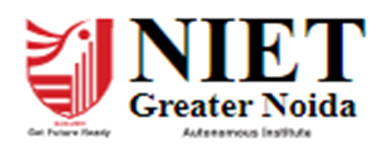 NIET
Greater Noida
Get Future Ready
Autonomous Institute